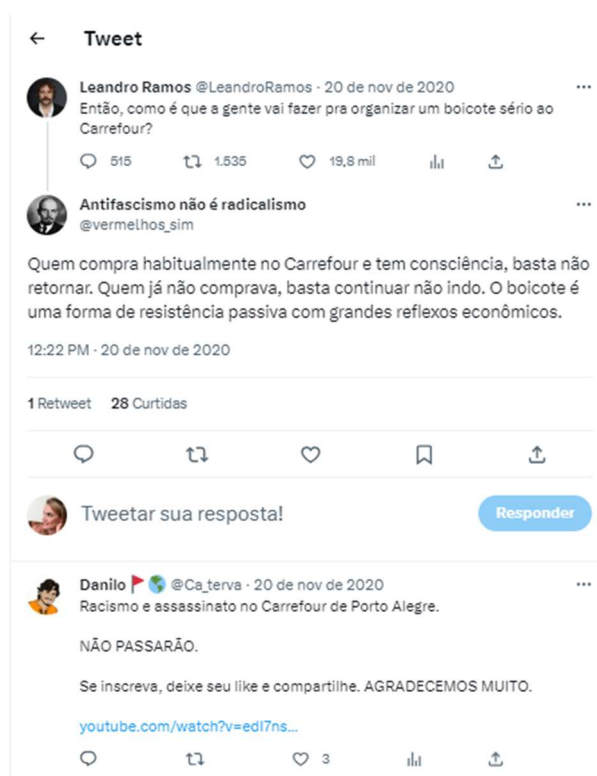 Tweet
Leandro Ramos @LeandroRamos · 20 de nov de 2020
Então, como é que a gente vai fazer pra organizar um boicote sério ao
Carrefour?
515 1.535 19,8 mil
Antifascismo não é radicalismo
@vermelhos_sim
Quem compra habitualmente no Carrefour e tem consciência, basta não
retornar. Quem já não comprava, basta continuar não indo. O boicote é
uma forma de resistência passiva com grandes reflexos econômicos.
12:22 PM · 20 de nov de 2020
1 Retweet 28 Curtidas
Tweetar sua resposta!
Responder
Danilo 🚩🌎 @Ca_terva · 20 de nov de 2020
Racismo e assassinato no Carrefour de Porto Alegre.
NÃO PASSARÃO.
Se inscreva, deixe seu like e compartilhe. AGRADECEMOS MUITO.
youtube.com/watch?v=edI7ns...
3